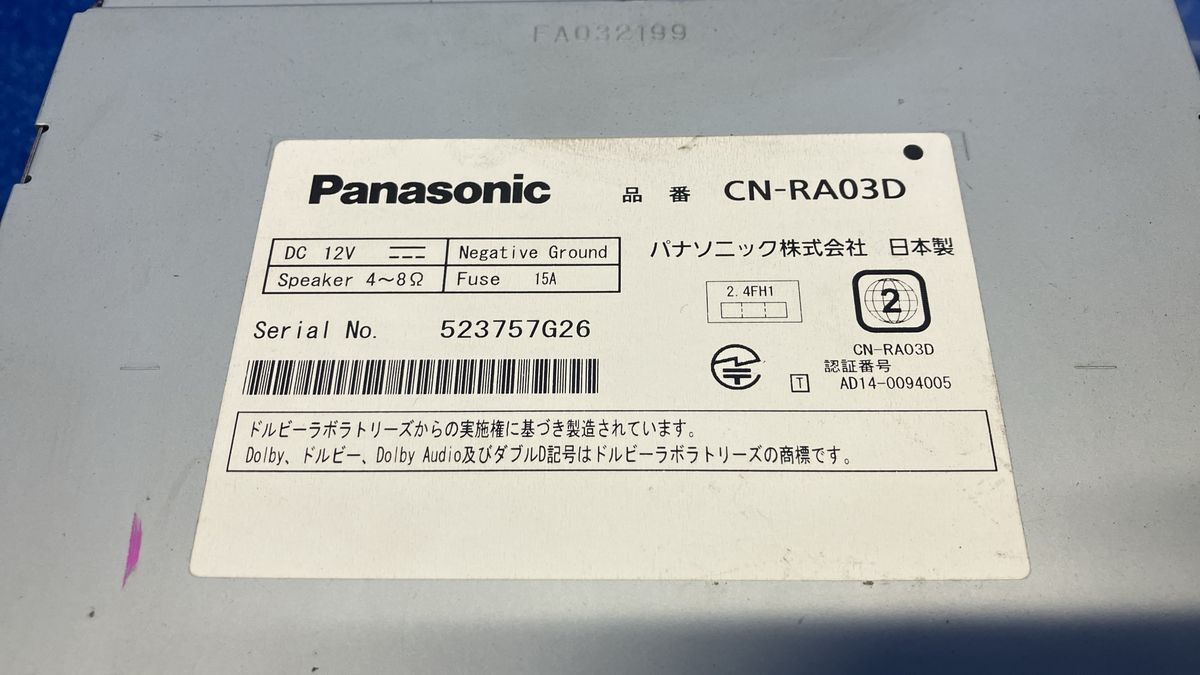 FA032199
Panasonic 品番 CN-RA03D
DC 12V Negative Ground
Speaker 4～8Ω Fuse 15A
パナソニック株式会社 日本製
2.4FH1
2
Serial No. 523757G26
CN-RA03D
認証番号
T AD14-0094005
ドルビーラボラトリーズからの実施権に基づき製造されています。
Dolby、ドルビー、Dolby Audio及びダブルD記号はドルビーラボラトリーズの商標です。